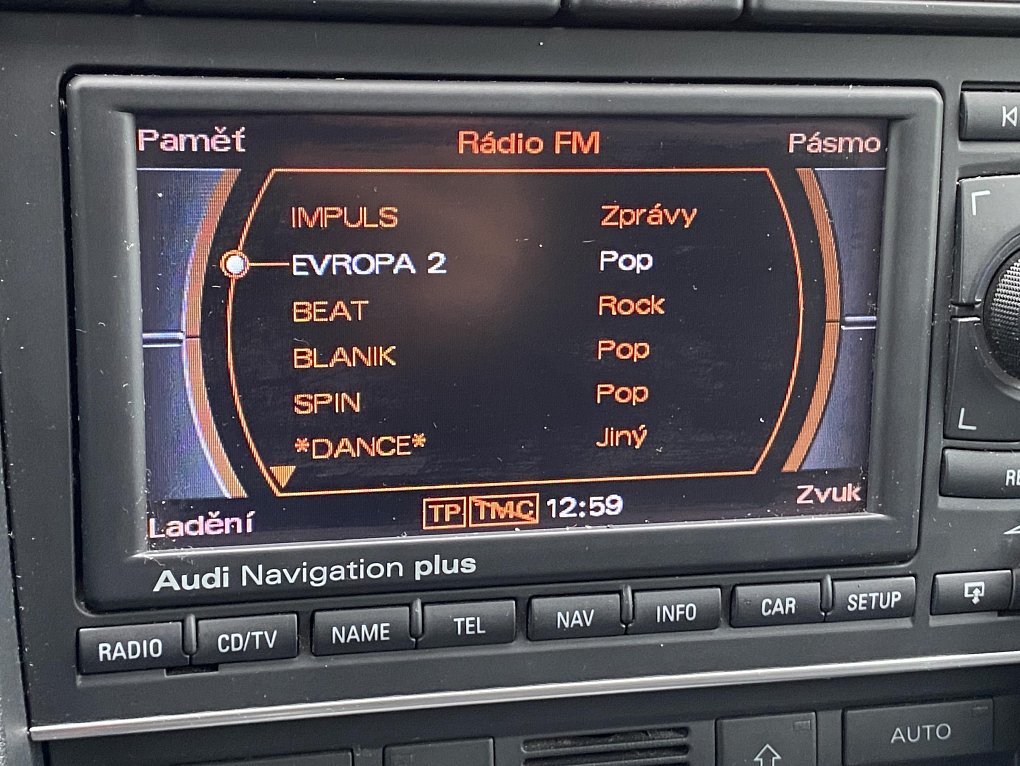 Paměť Rádio FM Pásmo
IMPULS Zprávy
EVROPA 2 Pop
BEAT Rock
BLANIK Pop
SPIN Pop
*DANCE* Jiný
Ladění TP TMC 12:59 Zvuk
Audi Navigation plus
RADIO CD/TV NAME TEL NAV INFO CAR SETUP
AUTO